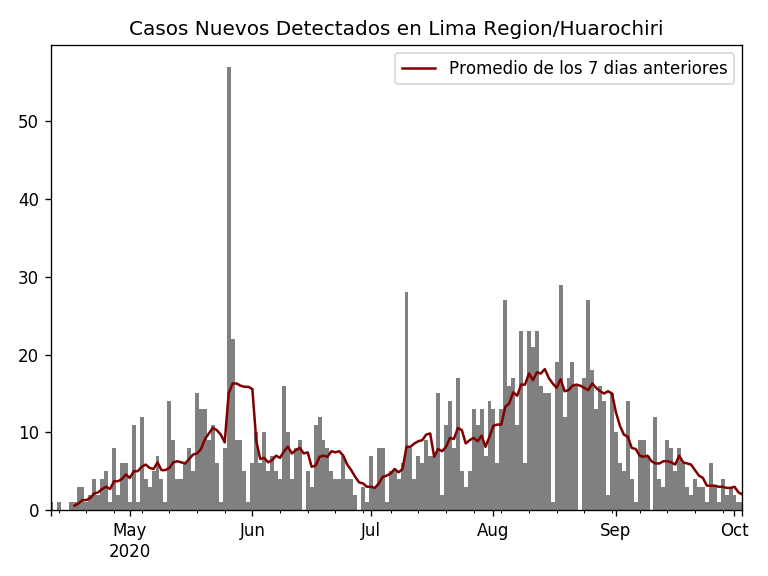 Casos Nuevos Detectados en Lima Region/Huarochiri
Promedio de los 7 dias anteriores
50
40
30
20
10
0
May Jun Jul Aug Sep Oct
2020